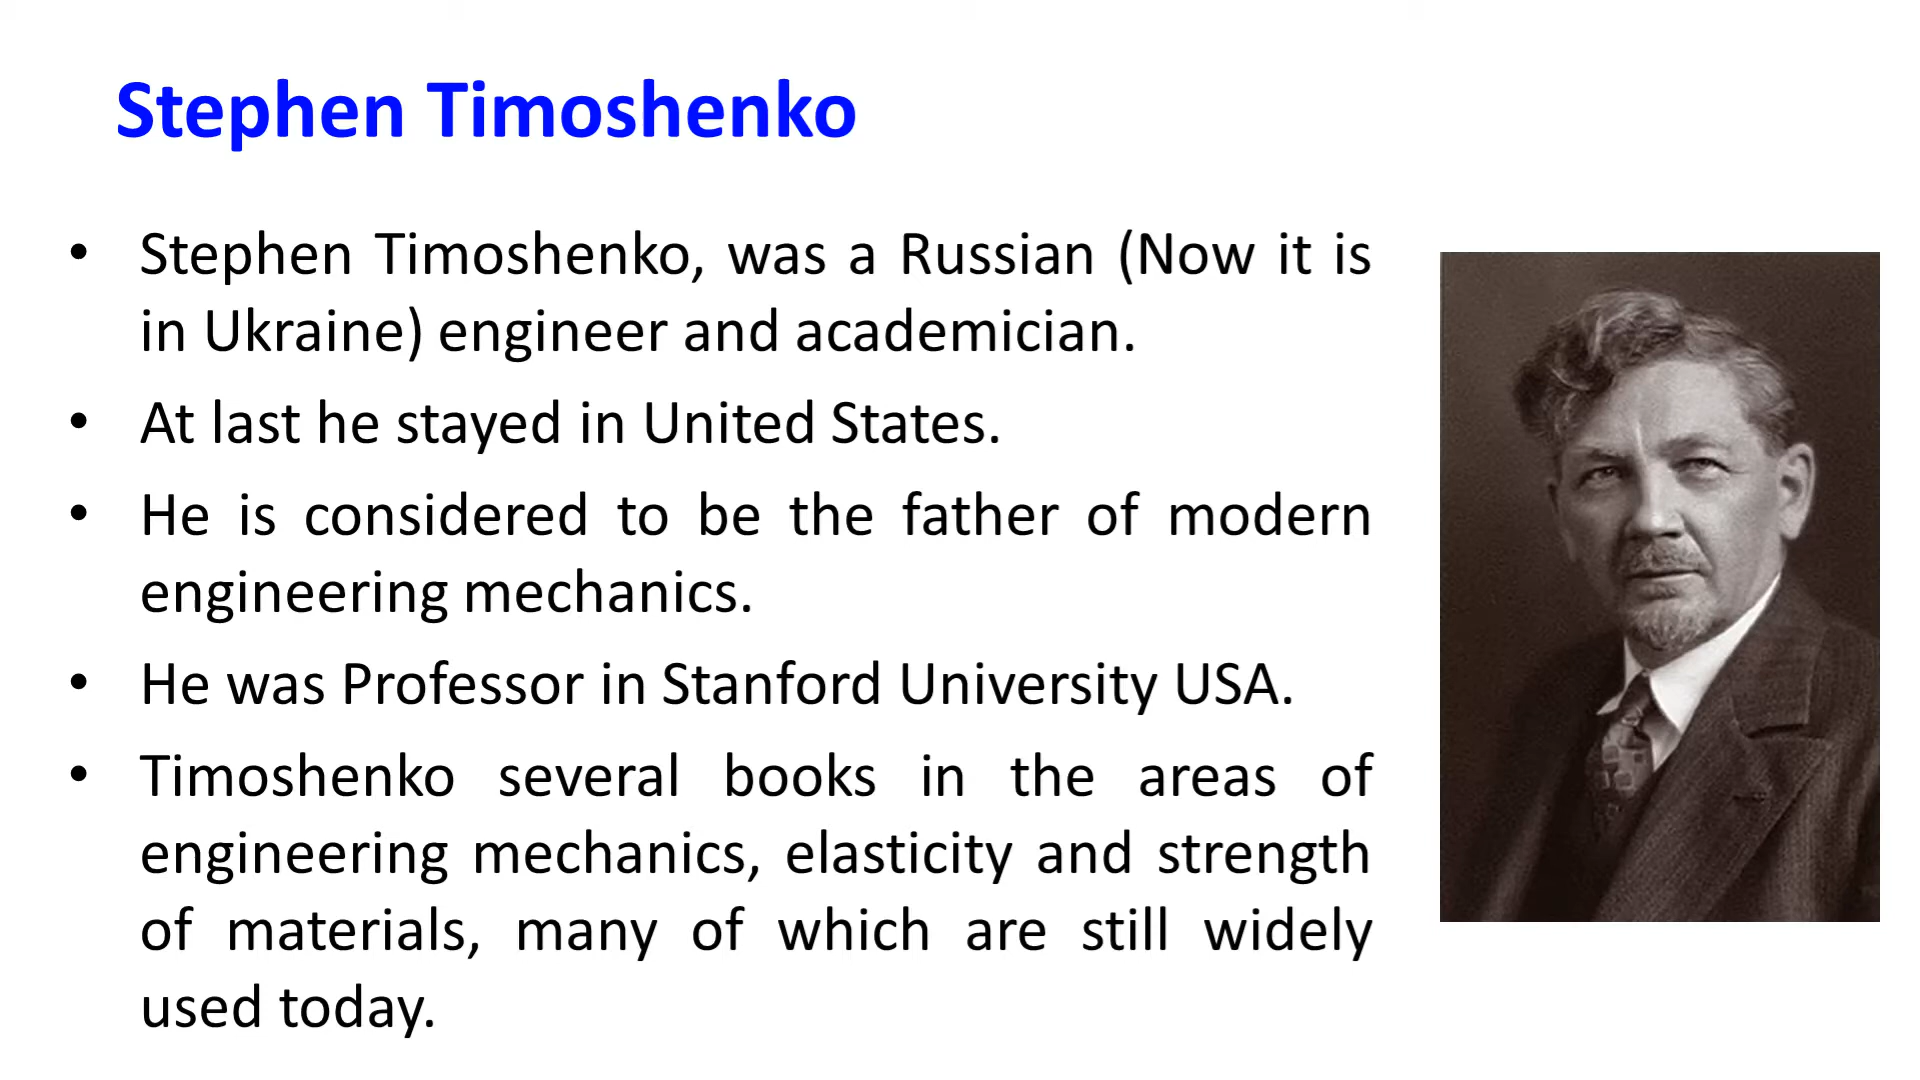 Stephen Timoshenko
• Stephen Timoshenko, was a Russian (Now it is
in Ukraine) engineer and academician.
• At last he stayed in United States.
• He is considered to be the father of modern
engineering mechanics.
• He was Professor in Stanford University USA.
• Timoshenko several books in the areas of
engineering mechanics, elasticity and strength
of materials, many of which are still widely
used today.